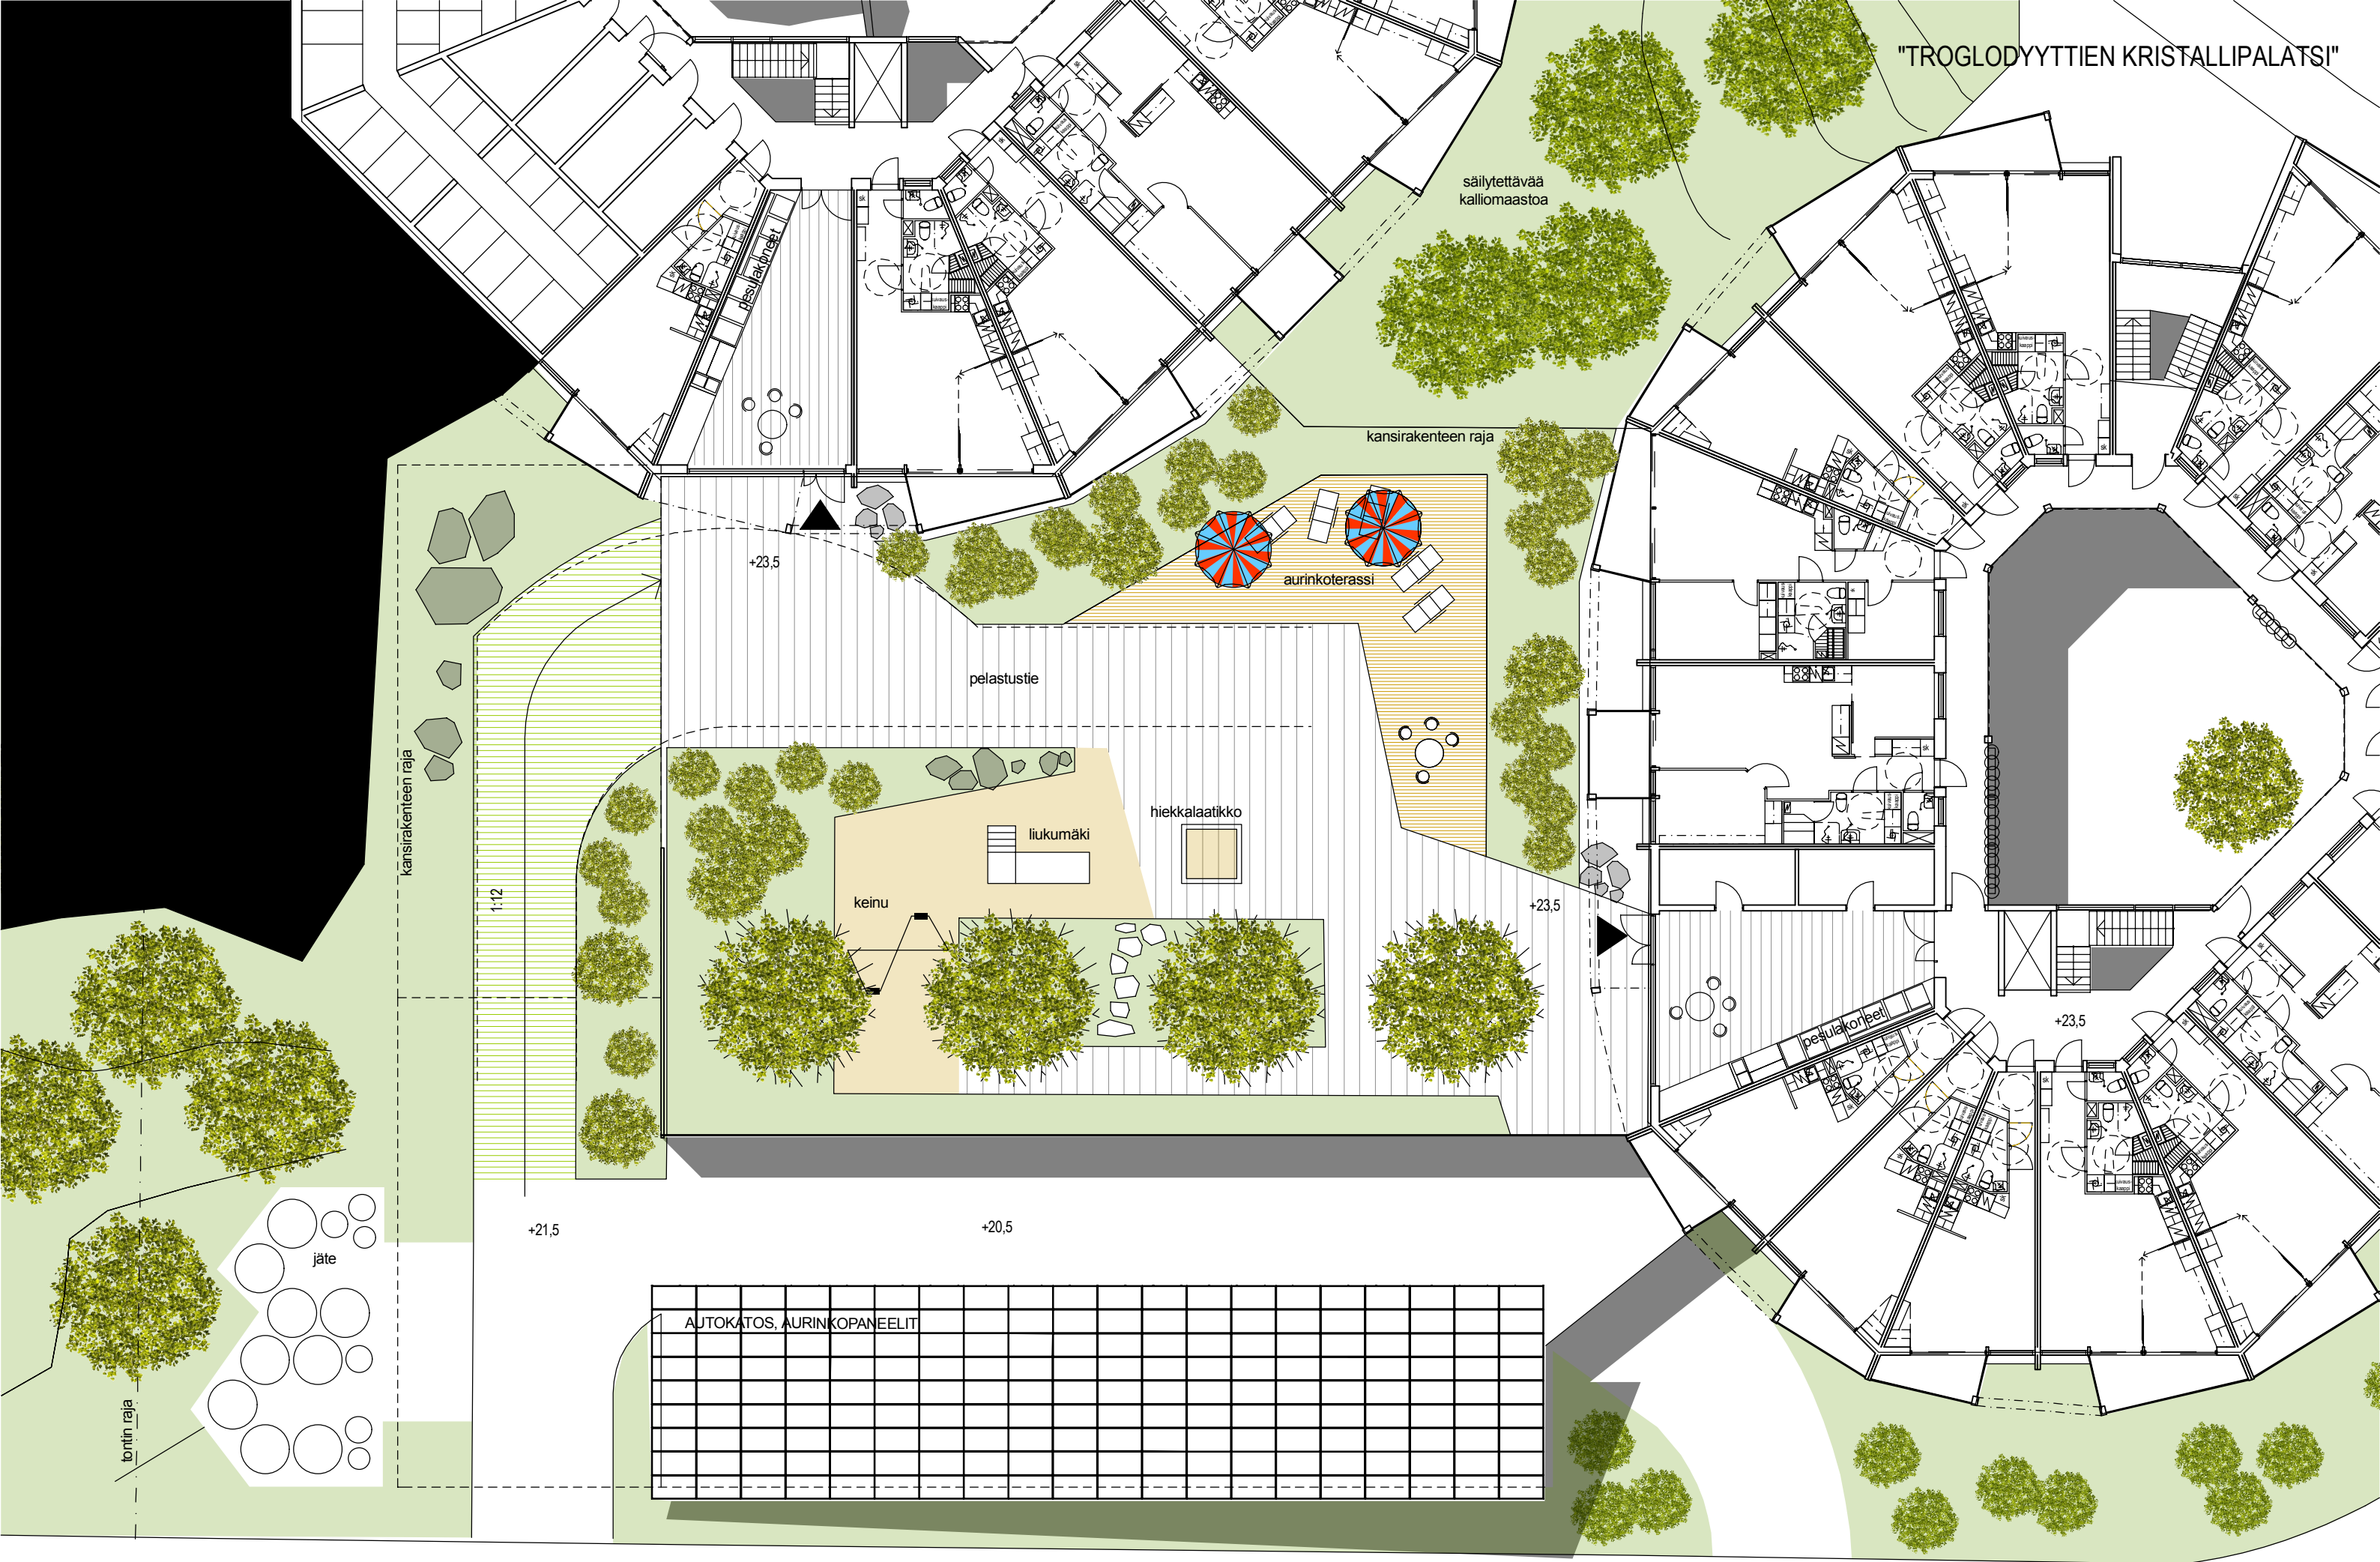 "TROGLODYYTTIEN KRISTALLIPALATSI"
säilytettävää
kalliomaastoa
sk
pesulakoneet
kansirakenteen raja
+23,5
aurinkoterassi
pelastustie
kansirakenteen raja
hiekkalaatikko
liukumäki
keinu
1:12
+23,5
pesulakoneet
+23,5
+21,5
+20,5
jäte
AUTOKATOS, AURINKOPANEELIT
tontin raja